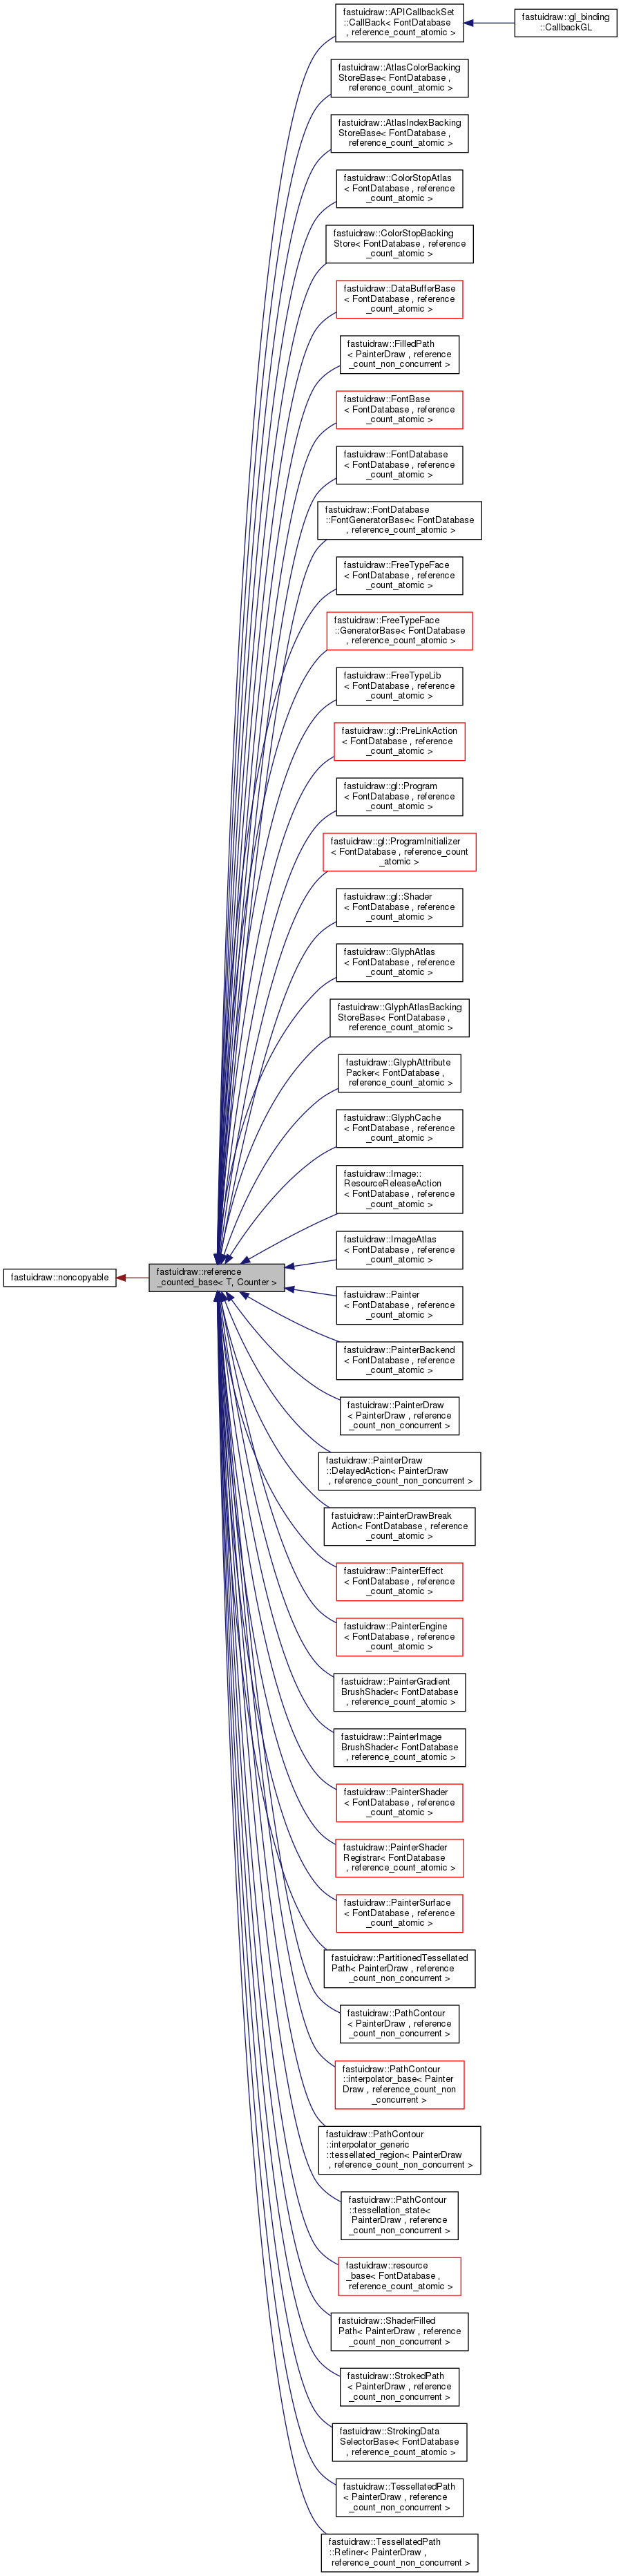 fastuidraw::APICallbackSet
::CallBack< FontDatabase
, reference_count_atomic >
fastuidraw::gl_binding
::CallbackGL
fastuidraw::AtlasColorBacking
StoreBase< FontDatabase ,
reference_count_atomic >
fastuidraw::AtlasIndexBacking
StoreBase< FontDatabase ,
reference_count_atomic >
fastuidraw::ColorStopAtlas
< FontDatabase , reference
_count_atomic >
fastuidraw::ColorStopBacking
Store< FontDatabase , reference
_count_atomic >
fastuidraw::DataBufferBase
< FontDatabase , reference
_count_atomic >
fastuidraw::FilledPath
< PainterDraw , reference
_count_non_concurrent >
fastuidraw::FontBase
< FontDatabase , reference
_count_atomic >
fastuidraw::FontDatabase
< FontDatabase , reference
_count_atomic >
fastuidraw::FontDatabase
::FontGeneratorBase< FontDatabase
, reference_count_atomic >
fastuidraw::FreeTypeFace
< FontDatabase , reference
_count_atomic >
fastuidraw::FreeTypeFace
::GeneratorBase< FontDatabase
, reference_count_atomic >
fastuidraw::FreeTypeLib
< FontDatabase , reference
_count_atomic >
fastuidraw::gl::PreLinkAction
< FontDatabase , reference
_count_atomic >
fastuidraw::gl::Program
< FontDatabase , reference
_count_atomic >
fastuidraw::gl::ProgramInitializer
< FontDatabase , reference_count
_atomic >
fastuidraw::gl::Shader
< FontDatabase , reference
_count_atomic >
fastuidraw::GlyphAtlas
< FontDatabase , reference
_count_atomic >
fastuidraw::GlyphAtlasBacking
StoreBase< FontDatabase ,
reference_count_atomic >
fastuidraw::GlyphAttribute
Packer< FontDatabase ,
reference_count_atomic >
fastuidraw::GlyphCache
< FontDatabase , reference
_count_atomic >
fastuidraw::Image::
ResourceReleaseAction
< FontDatabase , reference
_count_atomic >
fastuidraw::ImageAtlas
< FontDatabase , reference
_count_atomic >
fastuidraw::noncopyable
fastuidraw::reference
_counted_base< T, Counter >
fastuidraw::Painter
< FontDatabase , reference
_count_atomic >
fastuidraw::PainterBackend
< FontDatabase , reference
_count_atomic >
fastuidraw::PainterDraw
< PainterDraw , reference
_count_non_concurrent >
fastuidraw::PainterDraw
::DelayedAction< PainterDraw
, reference_count_non_concurrent >
fastuidraw::PainterDrawBreak
Action< FontDatabase , reference
_count_atomic >
fastuidraw::PainterEffect
< FontDatabase , reference
_count_atomic >
fastuidraw::PainterEngine
< FontDatabase , reference
_count_atomic >
fastuidraw::PainterGradient
BrushShader< FontDatabase
, reference_count_atomic >
fastuidraw::PainterImage
BrushShader< FontDatabase
, reference_count_atomic >
fastuidraw::PainterShader
< FontDatabase , reference
_count_atomic >
fastuidraw::PainterShader
Registrar< FontDatabase
, reference_count_atomic >
fastuidraw::PainterSurface
< FontDatabase , reference
_count_atomic >
fastuidraw::PartitionedTessellated
Path< PainterDraw , reference
_count_non_concurrent >
fastuidraw::PathContour
< PainterDraw , reference
_count_non_concurrent >
fastuidraw::PathContour
::interpolator_base< Painter
Draw , reference_count_non
_concurrent >
fastuidraw::PathContour
::interpolator_generic
::tessellated_region< PainterDraw
, reference_count_non_concurrent >
fastuidraw::PathContour
::tessellation_state<
PainterDraw , reference
_count_non_concurrent >
fastuidraw::resource
_base< FontDatabase ,
reference_count_atomic >
fastuidraw::ShaderFilled
Path< PainterDraw , reference
_count_non_concurrent >
fastuidraw::StrokedPath
< PainterDraw , reference
_count_non_concurrent >
fastuidraw::StrokingData
SelectorBase< FontDatabase
, reference_count_atomic >
fastuidraw::TessellatedPath
< PainterDraw , reference
_count_non_concurrent >
fastuidraw::TessellatedPath
::Refiner< PainterDraw ,
reference_count_non_concurrent >